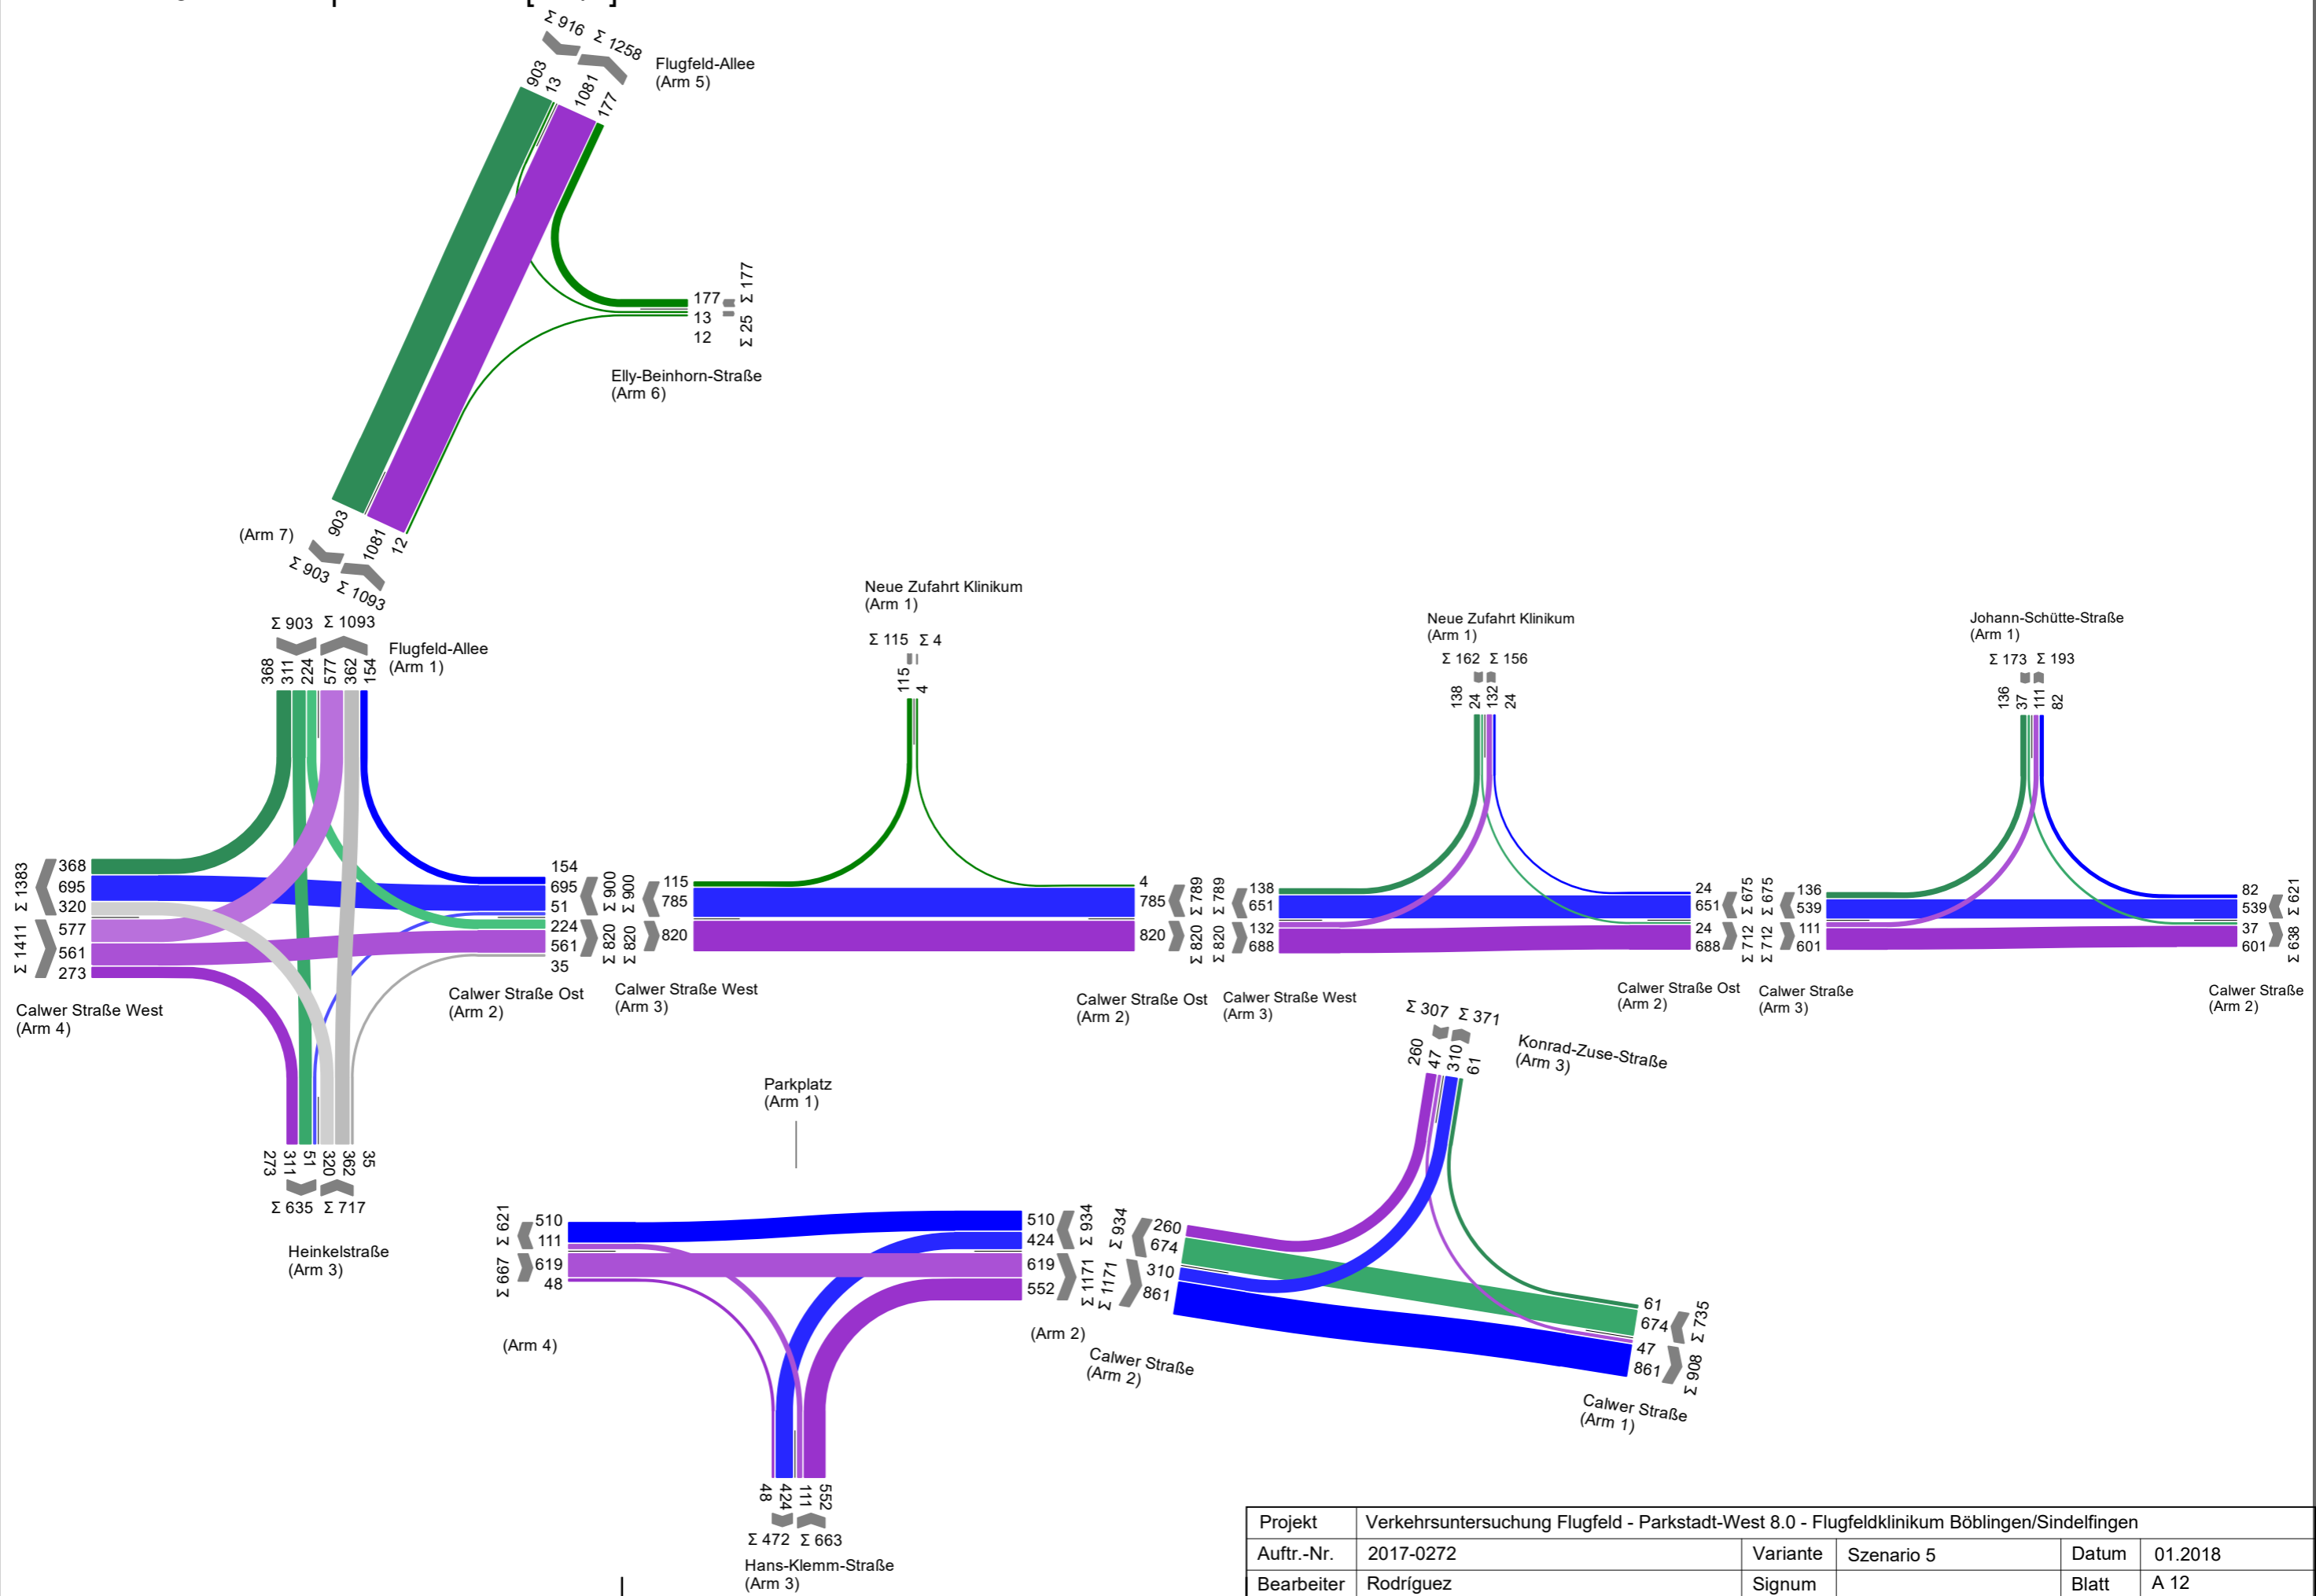 Σ 916
Σ 1258
903
13
1081
177
Flugfeld-Allee
(Arm 5)
177
13
12
Σ 177
Σ 25
Elly-Beinhorn-Straße
(Arm 6)
(Arm 7)
903
1081
12
Σ 903
Σ 1093
Σ 903
Σ 1093
Flugfeld-Allee
(Arm 1)
368
311
224
577
362
154
Σ 1383
Σ 1411
368
695
320
577
561
273
Calwer Straße West
(Arm 4)
154
695
51
224
561
35
Σ 900
Σ 820
Calwer Straße Ost
(Arm 2)
273
311
51
320
362
35
Σ 635
Σ 717
Heinkelstraße
(Arm 3)
Neue Zufahrt Klinikum
(Arm 1)
Σ 115
Σ 4
115
4
Σ 900
Σ 820
115
785
820
Calwer Straße West
(Arm 3)
4
785
820
Σ 789
Σ 820
Calwer Straße Ost
(Arm 2)
Neue Zufahrt Klinikum
(Arm 1)
Σ 162
Σ 156
138
24
132
24
Σ 789
Σ 820
138
651
132
688
Calwer Straße West
(Arm 3)
24
651
24
688
Σ 675
Σ 712
Calwer Straße Ost
(Arm 2)
Johann-Schütte-Straße
(Arm 1)
Σ 173
Σ 193
136
37
111
82
Σ 675
Σ 712
136
539
111
601
Calwer Straße
(Arm 3)
82
539
37
601
Σ 621
Σ 638
Calwer Straße
(Arm 2)
Parkplatz
(Arm 1)
Σ 621
Σ 667
510
111
619
48
(Arm 4)
510
424
619
552
Σ 934
Σ 1171
(Arm 2)
48
424
111
552
Σ 472
Σ 663
Hans-Klemm-Straße
(Arm 3)
Σ 307
Σ 371
260
47
310
61
Konrad-Zuse-Straße
(Arm 3)
Σ 934
Σ 1171
260
674
310
861
Calwer Straße
(Arm 2)
61
674
47
861
Σ 735
Σ 908
Calwer Straße
(Arm 1)
Projekt Verkehrsuntersuchung Flugfeld - Parkstadt-West 8.0 - Flugfeldklinikum Böblingen/Sindelfingen
Auftr.-Nr. 2017-0272 Variante Szenario 5 Datum 01.2018
Bearbeiter Rodríguez Signum Blatt A 12